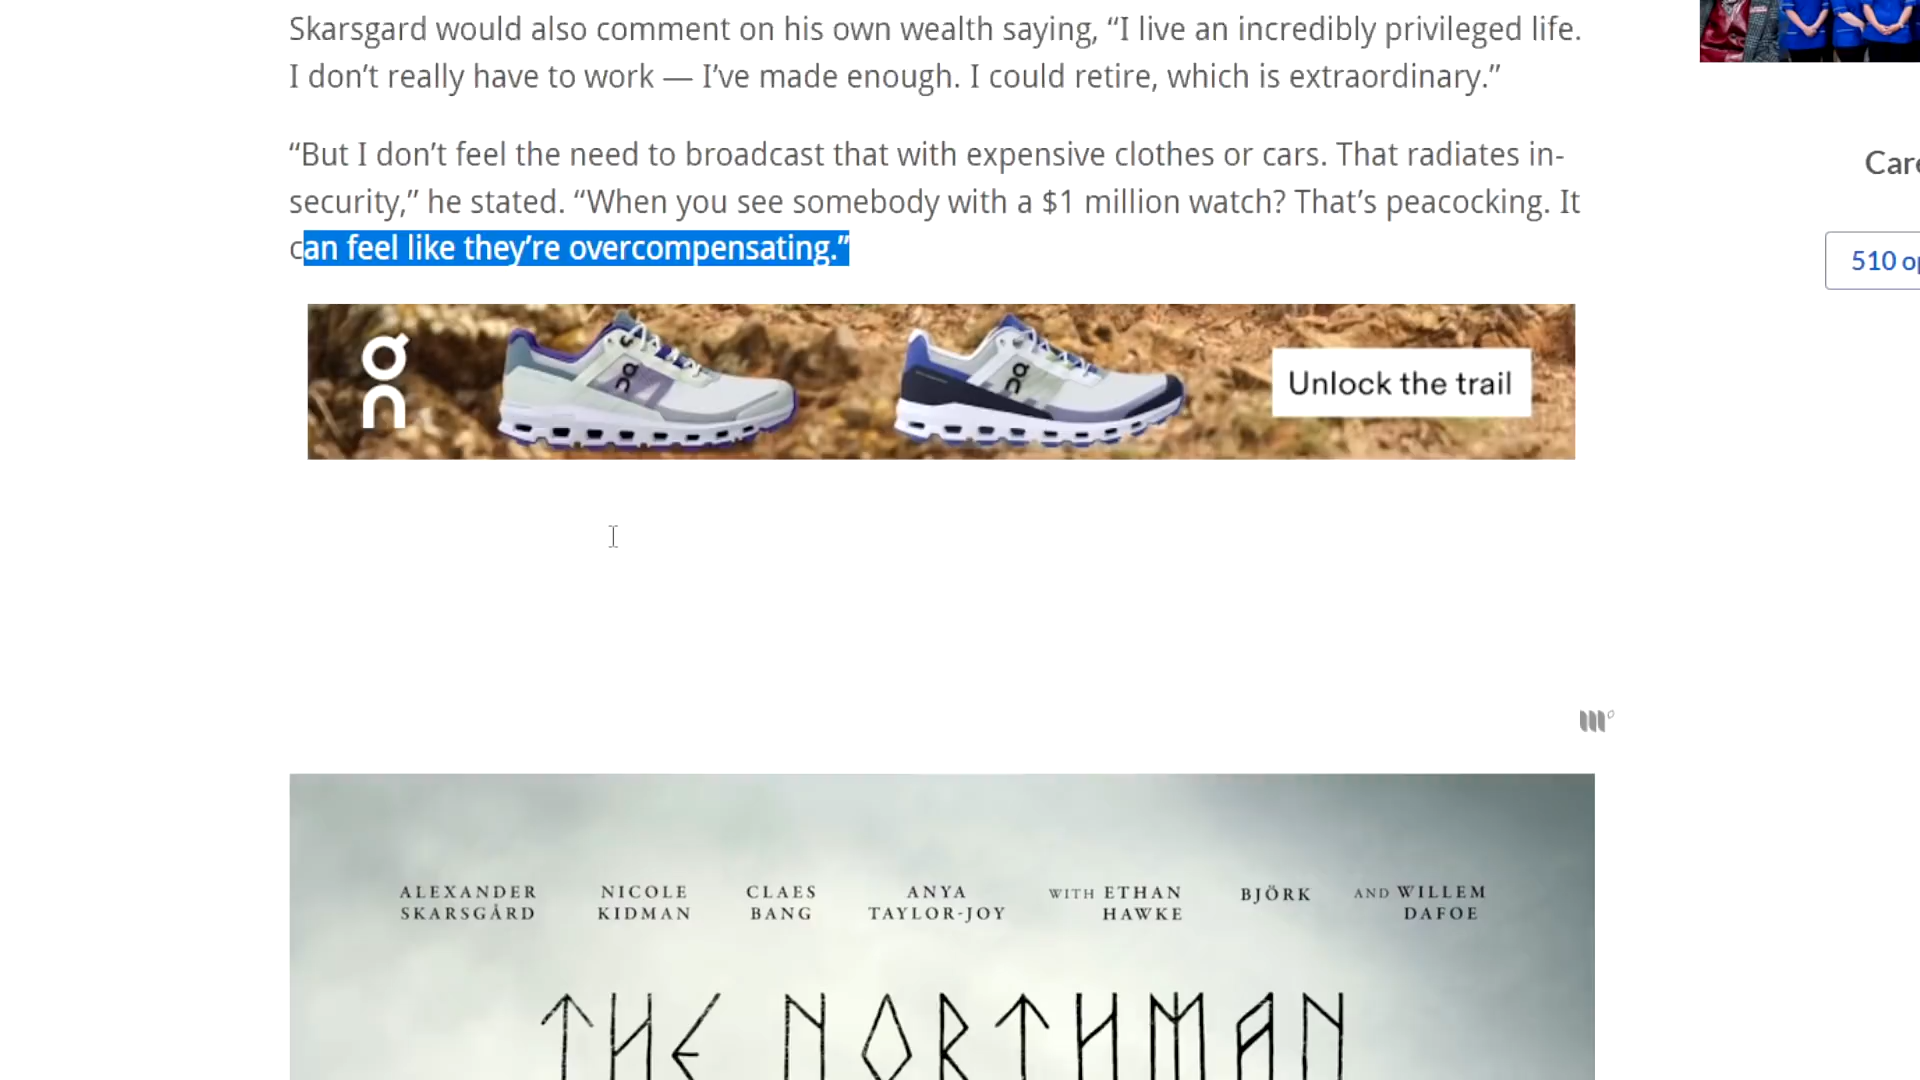 Skarsgard would also comment on his own wealth saying, “I live an incredibly privileged life.
I don’t really have to work — I’ve made enough. I could retire, which is extraordinary.”
“But I don’t feel the need to broadcast that with expensive clothes or cars. That radiates in-
security,” he stated. “When you see somebody with a $1 million watch? That’s peacocking. It
can feel like they’re overcompensating.”
Care
510 op
on
Unlock the trail
ALEXANDER SKARSGÅRD
NICOLE KIDMAN
CLAES BANG
ANYA TAYLOR-JOY
WITH ETHAN HAWKE
BJÖRK
AND WILLEM DAFOE
THE NORTHMAN